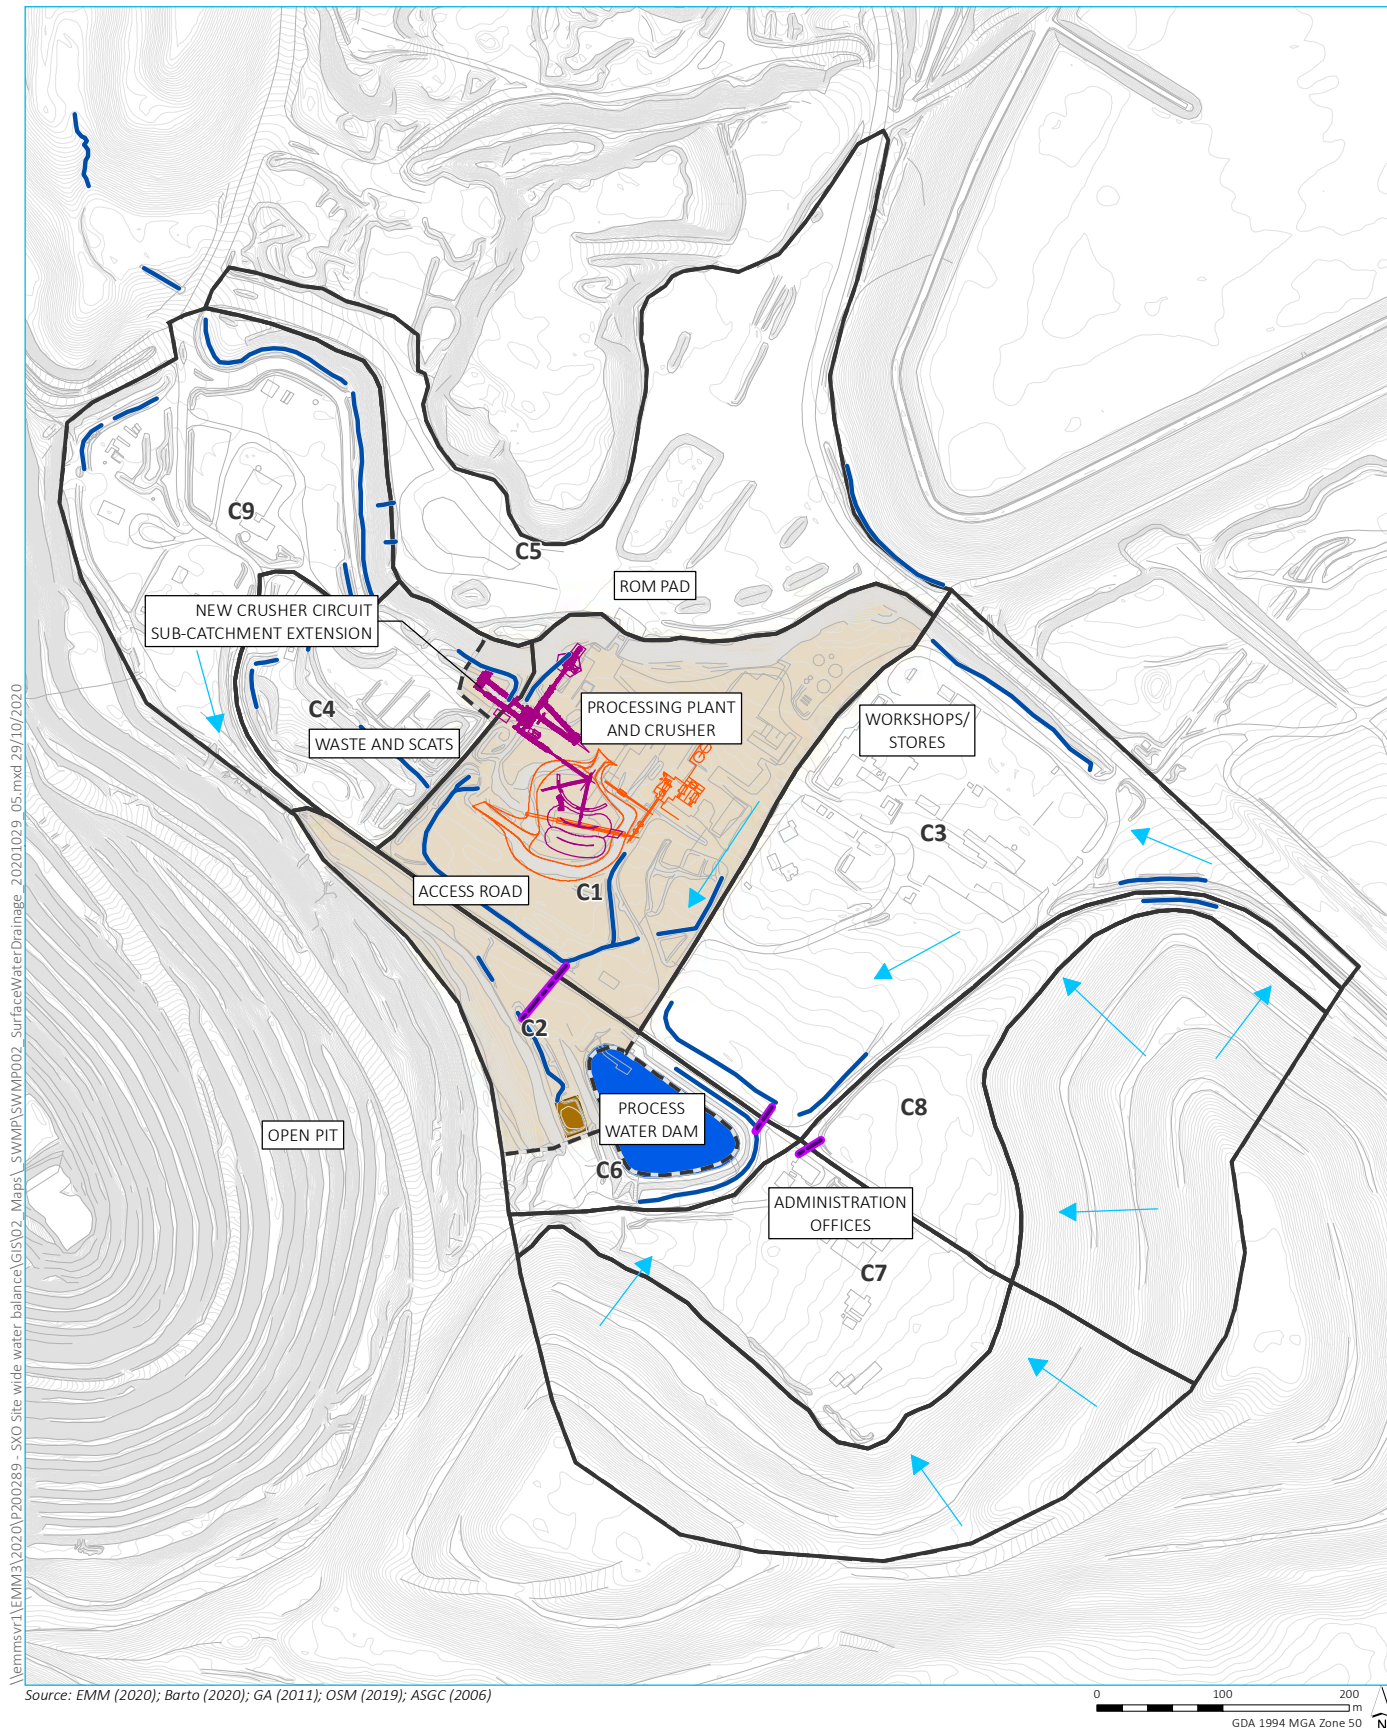 C9
C5
ROM PAD
NEW CRUSHER CIRCUIT
SUB-CATCHMENT EXTENSION
C4
WASTE AND SCATS
PROCESSING PLANT
AND CRUSHER
WORKSHOPS/
STORES
C3
ACCESS ROAD
C1
C2
PROCESS
WATER DAM
C8
OPEN PIT
C6
ADMINISTRATION
OFFICES
C7
\\emmsvr1\EMM3\2020\P200289 - SXO Site wide water balance\GIS\02_Maps\_SWMP\SWMP002_SurfaceWaterDrainage_20201029_05.mxd 29/10/2020
Source: EMM (2020); Barto (2020); GA (2011); OSM (2019); ASGC (2006)
0 100 200
m
GDA 1994 MGA Zone 50
N